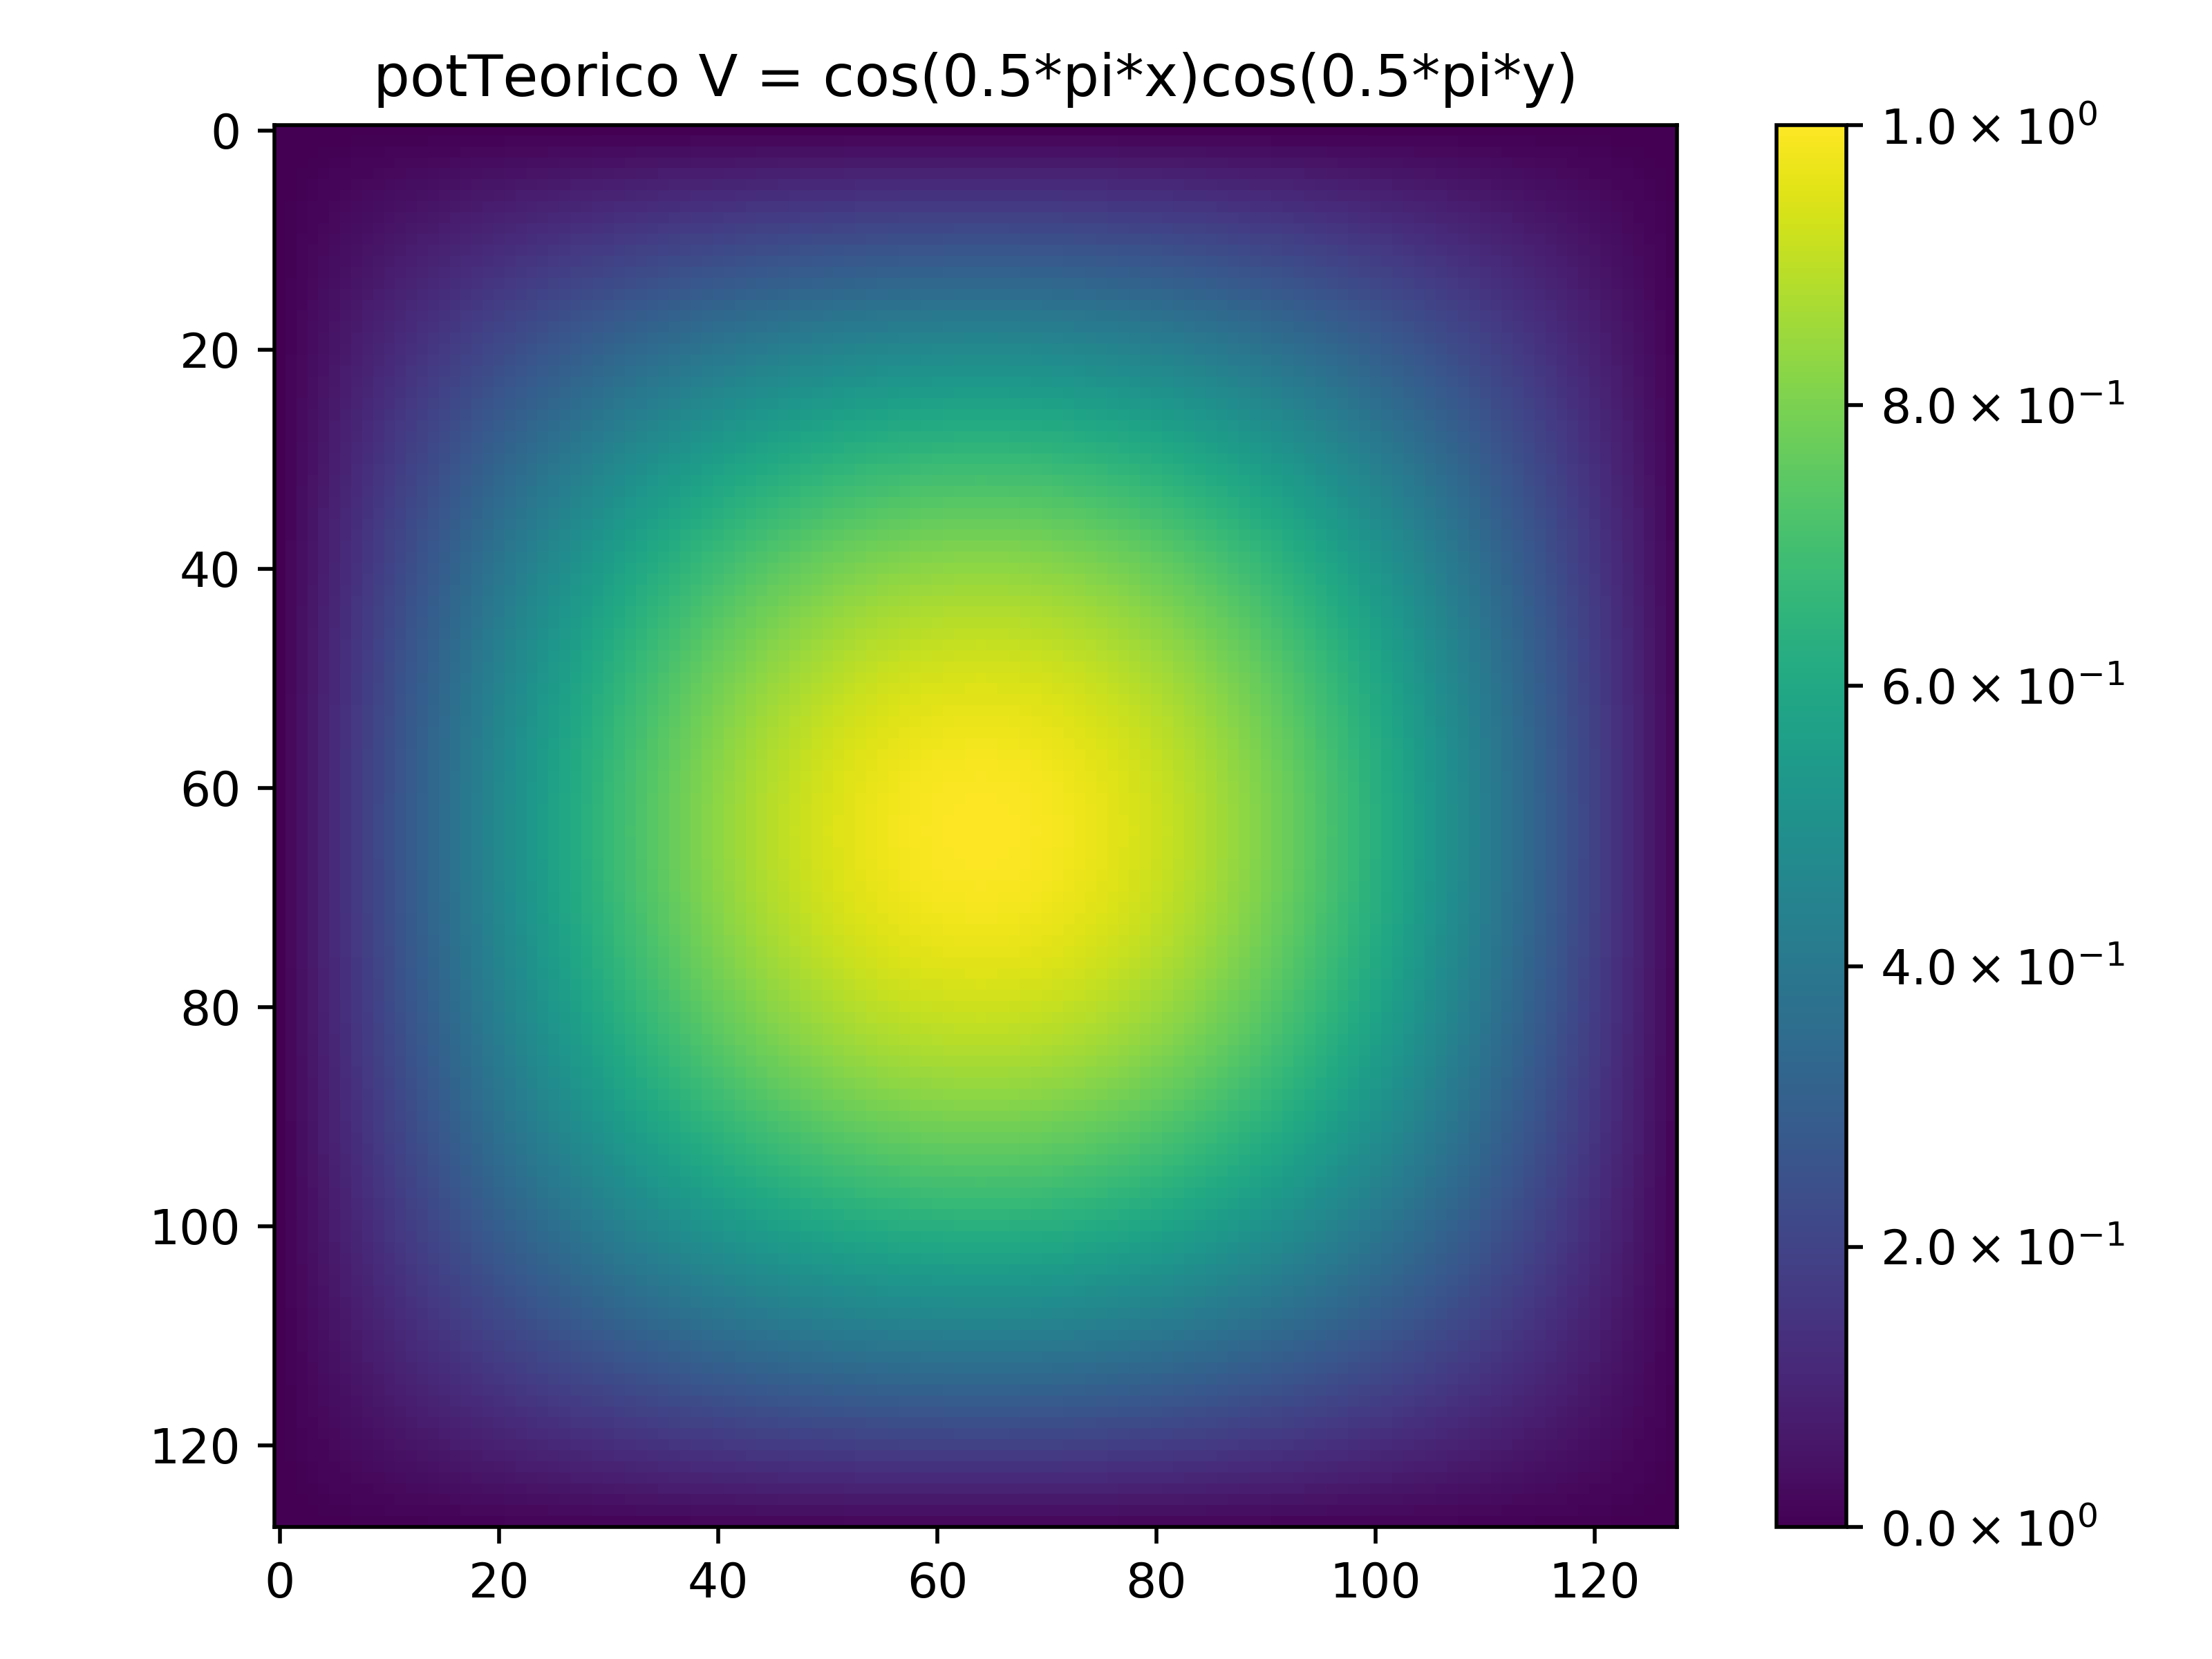 potTeorico V = cos(0.5*pi*x)cos(0.5*pi*y)
0
20
40
60
80
100
120
0 20 40 60 80 100 120
1.0 × 10⁰
8.0 × 10⁻¹
6.0 × 10⁻¹
4.0 × 10⁻¹
2.0 × 10⁻¹
0.0 × 10⁰